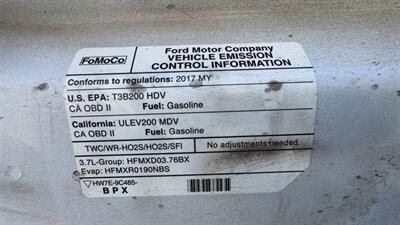 FoMoCo
Ford Motor Company
VEHICLE EMISSION
CONTROL INFORMATION
Conforms to regulations: 2017 MY
U.S. EPA: T3B200 HDV
CA OBD II Fuel: Gasoline
California: ULEV200 MDV
CA OBD II Fuel: Gasoline
TWC/WR-HO2S/HO2S/SFI No adjustments needed.
3.7L-Group: HFMXD03.76BX
Evap: HFMXR0190NBS
HW7E-9C485-
BPX